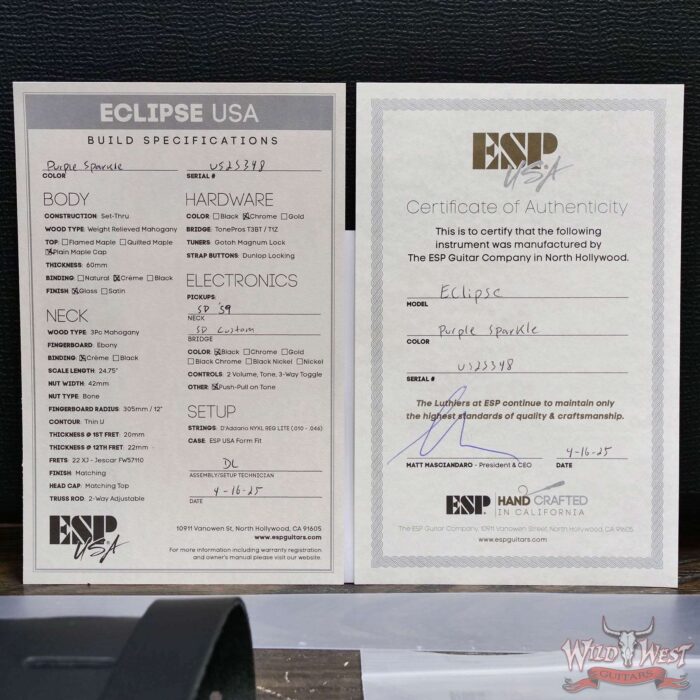 ECLIPSE USA
BUILD SPECIFICATIONS
Purple Sparkle
COLOR
US25398
SERIAL #
BODY
CONSTRUCTION: Set-Thru
WOOD TYPE: Weight Relieved Mahogany
TOP: Flamed Maple Quilted Maple
Plain Maple Cap
THICKNESS: 60mm
BINDING: Natural Crème Black
FINISH: Gloss Satin
NECK
WOOD TYPE: 3Pc Mahogany
FINGERBOARD: Ebony
BINDING: Crème Black
SCALE LENGTH: 24.75"
NUT WIDTH: 42mm
NUT TYPE: Bone
FINGERBOARD RADIUS: 305mm / 12"
CONTOUR: Thin U
THICKNESS @ 1ST FRET: 20mm
THICKNESS @ 12TH FRET: 22mm
FRETS: 22 XJ - Jescar FW57110
FINISH: Matching
HEAD CAP: Matching Top
TRUSS ROD: 2-Way Adjustable
HARDWARE
COLOR: Black Chrome Gold
BRIDGE: TonePros T3BT / T1Z
TUNERS: Gotoh Magnum Lock
STRAP BUTTONS: Dunlop Locking
ELECTRONICS
PICKUPS:
SD '59
NECK
SD Custom
BRIDGE
COLOR: Black Chrome Gold
Black Chrome Black Nickel Nickel
CONTROLS: 2 Volume, Tone, 3-Way Toggle
OTHER: Push-Pull on Tone
SETUP
STRINGS: D'Addario NYXL REG LITE (.010 - .046)
CASE: ESP USA Form Fit
DL
ASSEMBLY/SETUP TECHNICIAN
4-16-25
DATE
ESP
USA
10911 Vanowen St, North Hollywood, CA 91605
www.espguitars.com
For more information including warranty registration
and owner's manual please visit our website.
ESP
USA
Certificate of Authenticity
This is to certify that the following
instrument was manufactured by
The ESP Guitar Company in North Hollywood.
Eclipse
MODEL
Purple Sparkle
COLOR
US25398
SERIAL #
The Luthiers at ESP continue to maintain only
the highest standards of quality & craftsmanship.
4-16-25
MATT MASCIANDARO - President & CEO DATE
ESP HAND CRAFTED
IN CALIFORNIA
The ESP Guitar Company, 10911 Vanowen Street, North Hollywood, CA 91605
www.espguitars.com
WILD WEST
GUITARS